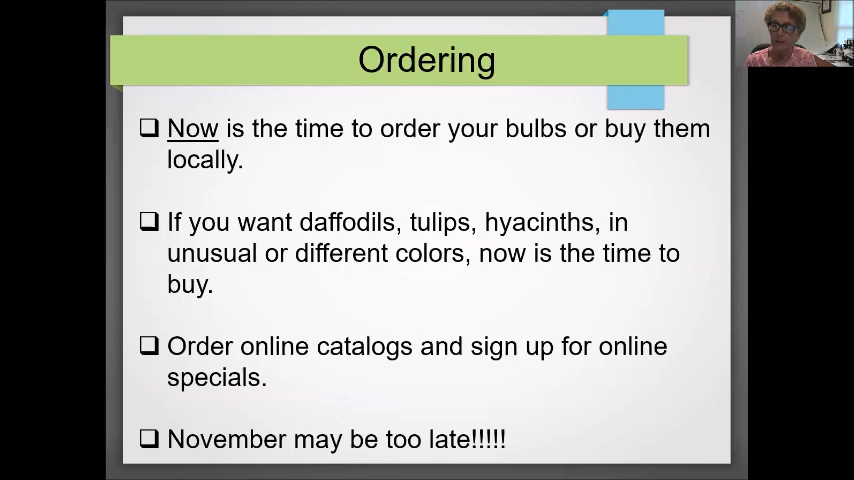 Ordering
❑ Now is the time to order your bulbs or buy them
locally.
❑ If you want daffodils, tulips, hyacinths, in
unusual or different colors, now is the time to
buy.
❑ Order online catalogs and sign up for online
specials.
❑ November may be too late!!!!!